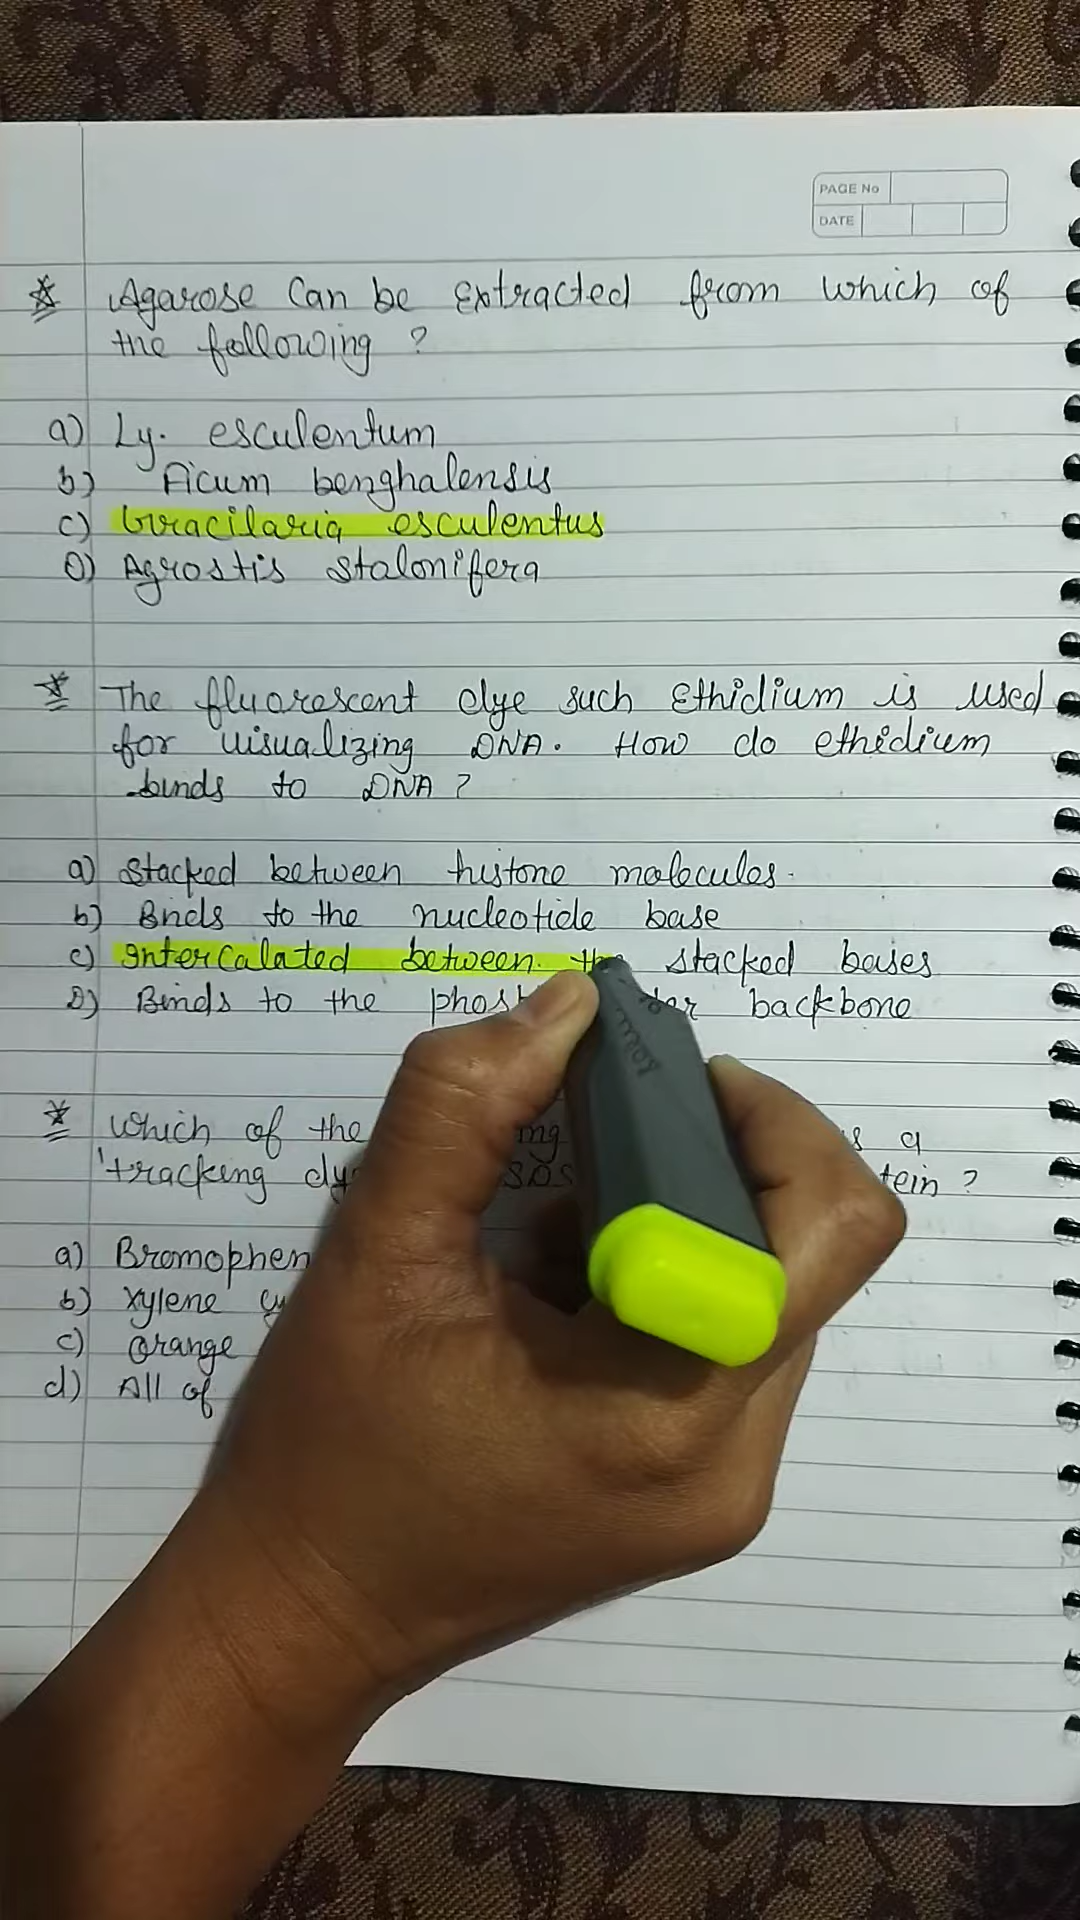 PAGE No
DATE
Agarose Can be Extracted from which of
the following ?
a) Ly. esculentum
b) Ficum benghalensis
c) Gracilaria esculentus
D) Agrostis stalonifera
The fluorescent dye such Ethidium is used
for visualizing DNA. How do ethidium
binds to DNA ?
a) Stacked between histone molecules.
b) Binds to the nucleotide base
c) Intercalated between the stacked bases
D) Binds to the backbone
Which of the a
'tracking SDS ?
a)
b) Xylene
c) Orange
d) All of